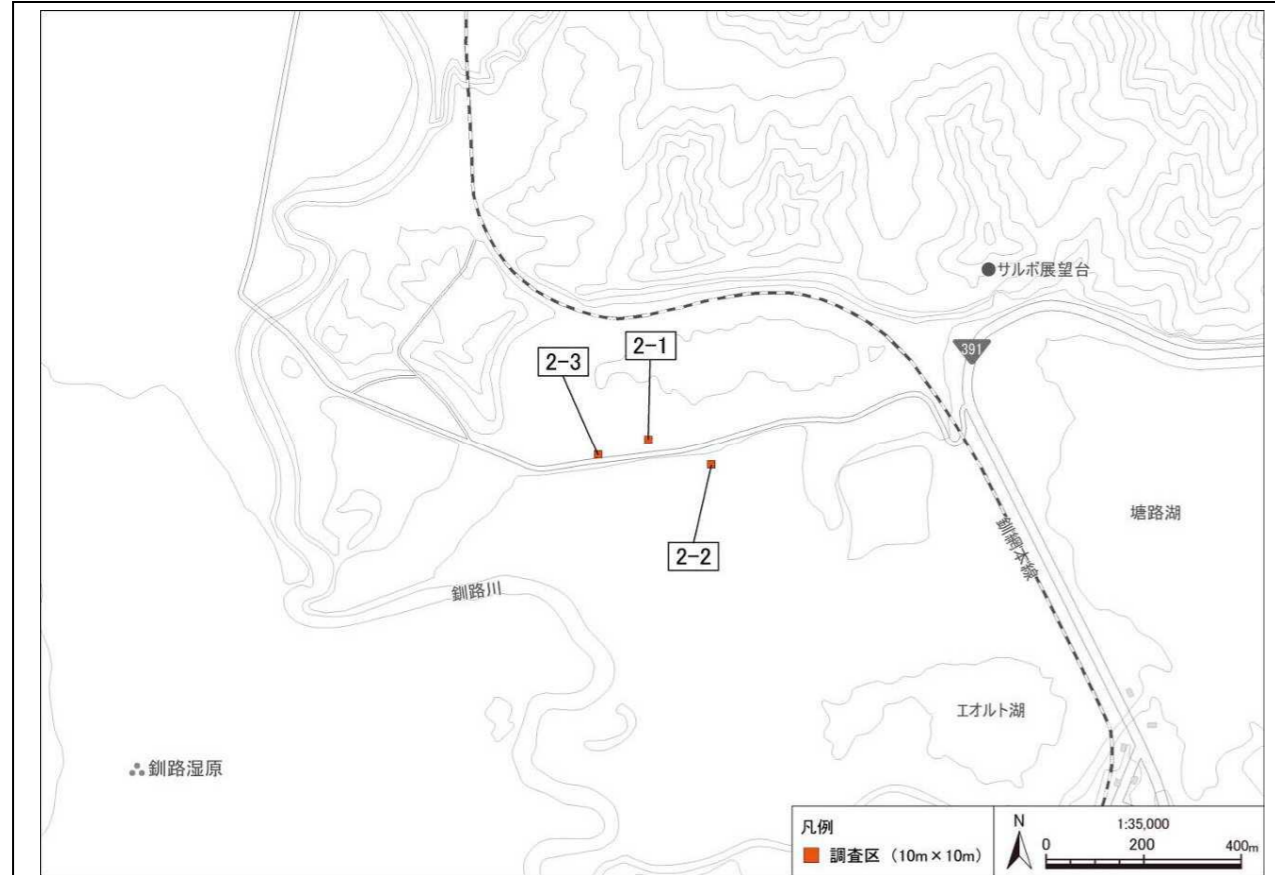 サルボ展望台
391
2-1
2-3
2-2
釧網本線
塘路湖
釧路川
エオルト湖
釧路湿原
凡例
調査区 (10m×10m)
N
1:35,000
0 200 400m